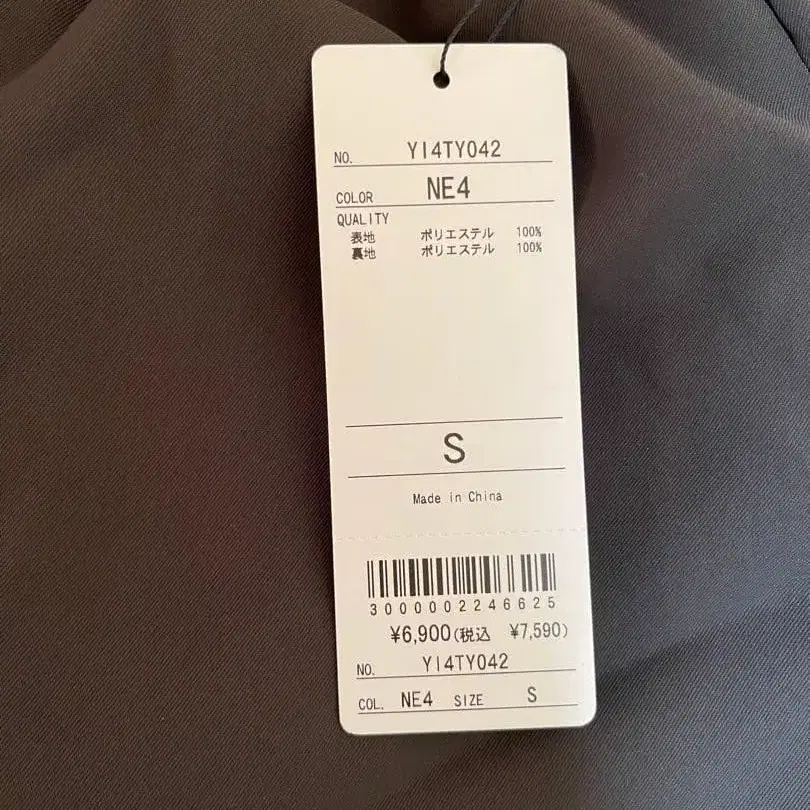 NO. YI4TY042
COLOR NE4
QUALITY
表地 ポリエステル 100%
裏地 ポリエステル 100%
S
Made in China
3000002246625
¥6,900(税込 ¥7,590)
NO. YI4TY042
COL. NE4 SIZE S